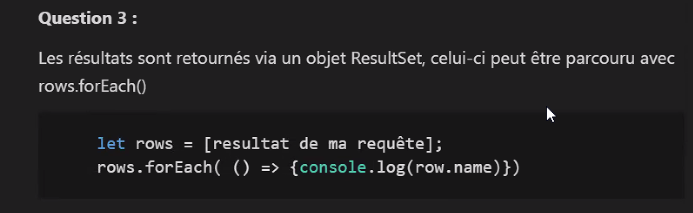 Question 3 :
Les résultats sont retournés via un objet ResultSet, celui-ci peut être parcouru avec
rows.forEach()
let rows = [resultat de ma requête];
rows.forEach( () => {console.log(row.name)})